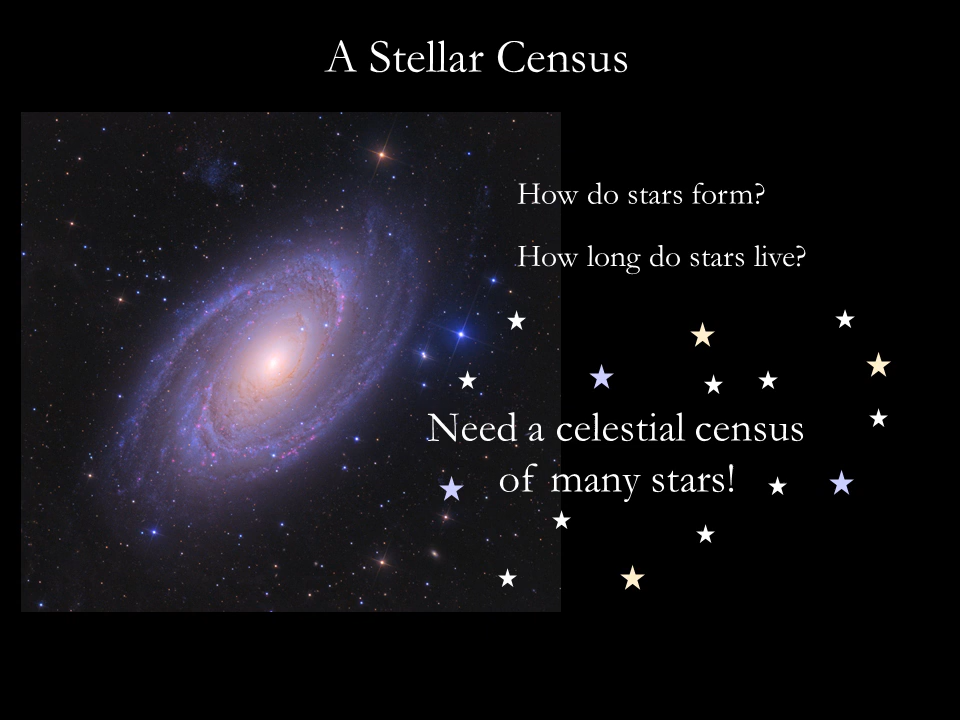 A Stellar Census
How do stars form?
How long do stars live?
Need a celestial census
of many stars!